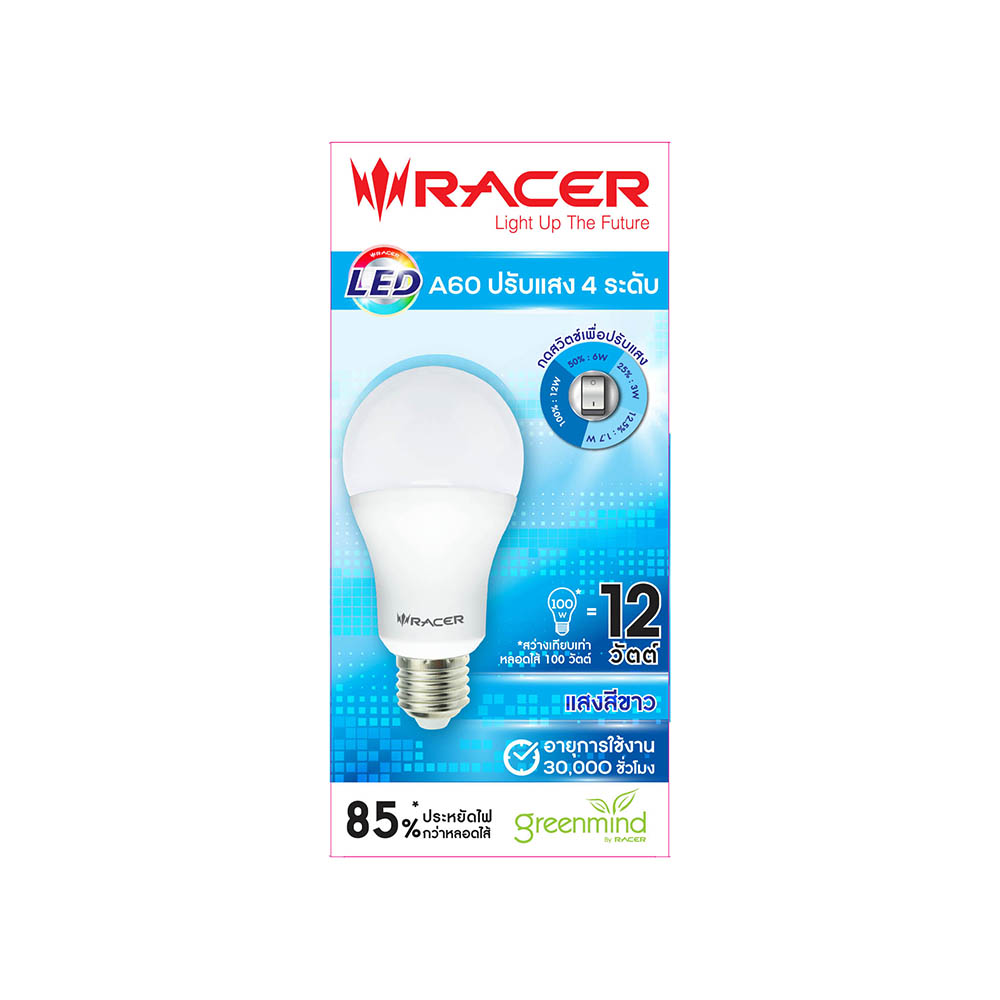 RACER
Light Up The Future
RACER
LED
A60 ปรับแสง 4 ระดับ
กดสวิตช์เพื่อปรับแสง
100% : 12W
50% : 6W
25% : 3W
12.5% : 1.7 W
RACER
100
W
* = 12
*สว่างเทียบเท่า
หลอดไส้ 100 วัตต์
วัตต์
แสงสีขาว
อายุการใช้งาน
30,000 ชั่วโมง
85%*
ประหยัดไฟ
กว่าหลอดไส้
greenmind
By RACER